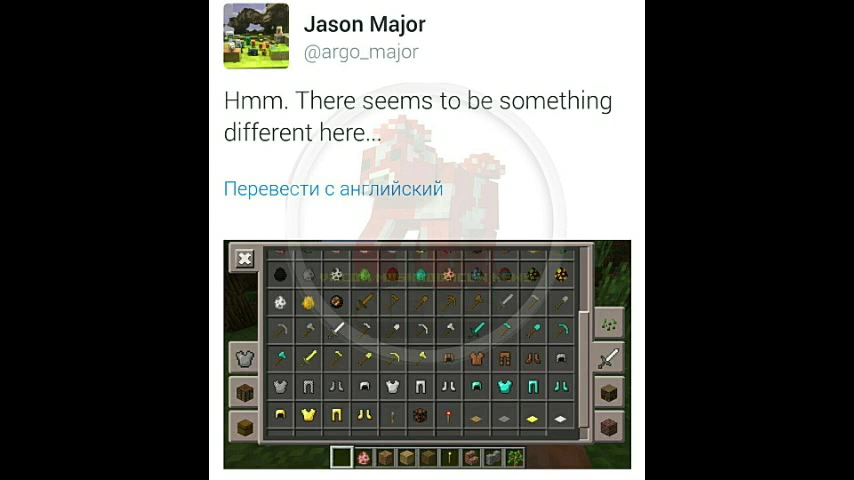 Jason Major
@argo_major
Hmm. There seems to be something
different here...
Перевести с английский